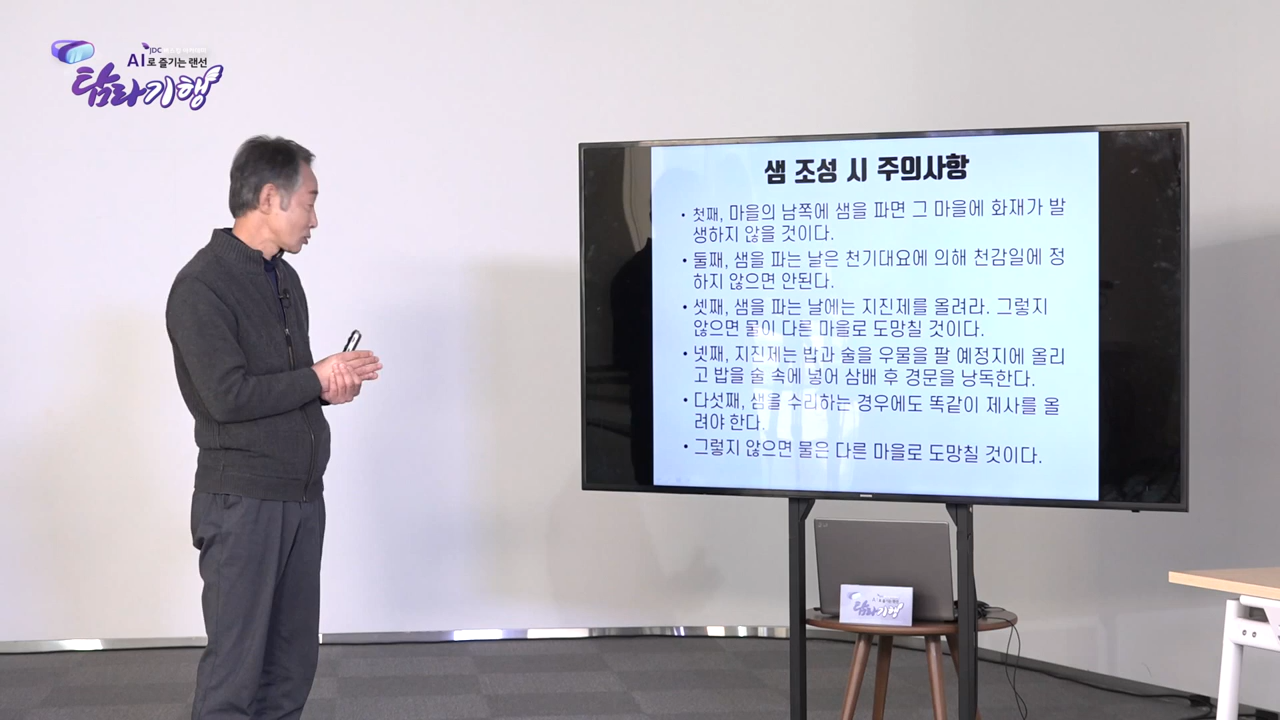 JDC
AI로 즐기는 랜선
탐라기행
샘 조성 시 주의사항
• 첫째, 마을의 남쪽에 샘을 파면 그 마을에 화재가 발
생하지 않을 것이다.
• 둘째, 샘을 파는 날은 천기대요에 의해 천감일에 정
하지 않으면 안된다.
• 셋째, 샘을 파는 날에는 지진제를 올려라. 그렇지
않으면 물이 다른 마을로 도망칠 것이다.
• 넷째, 지진제는 밥과 술을 우물을 팔 예정지에 올리
고 밥을 술 속에 넣어 삼배 후 경문을 낭독한다.
• 다섯째, 샘을 수리하는 경우에도 똑같이 제사를 올
려야 한다.
• 그렇지 않으면 물은 다른 마을로 도망칠 것이다.
탐라기행